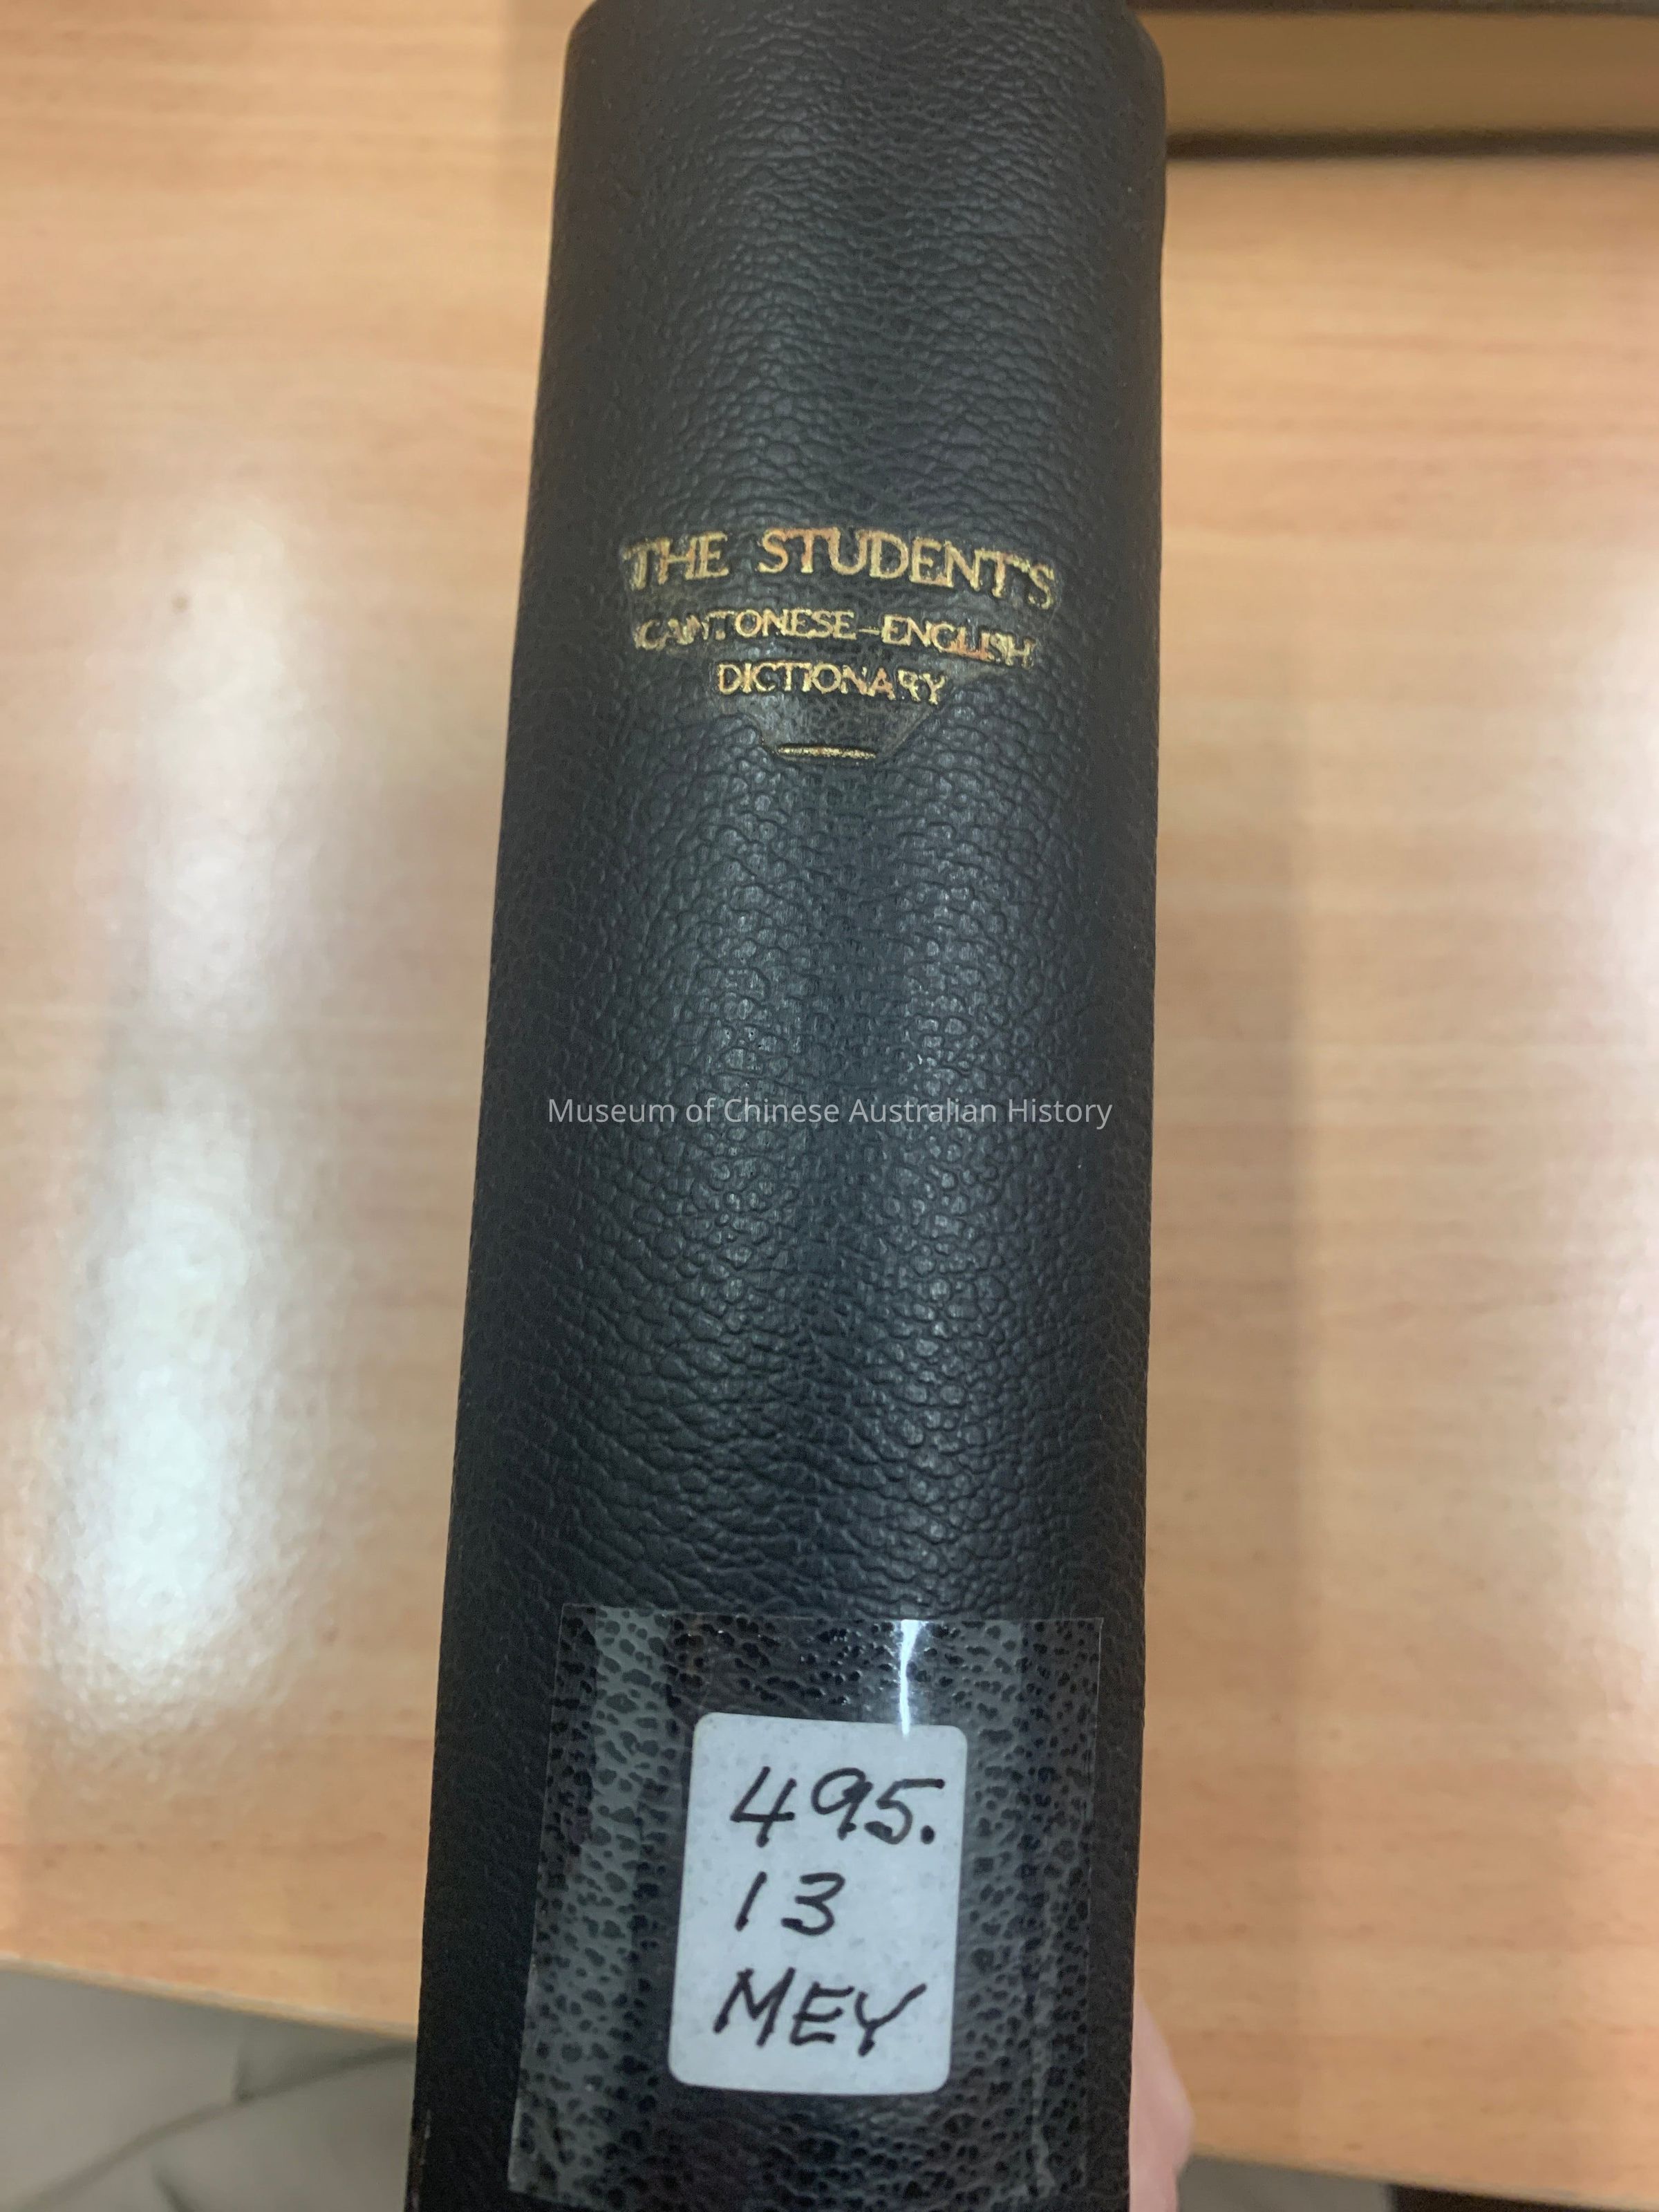 THE STUDENT'S
CANTONESE-ENGLISH
DICTIONARY
Museum of Chinese Australian History
495.
13
MEY